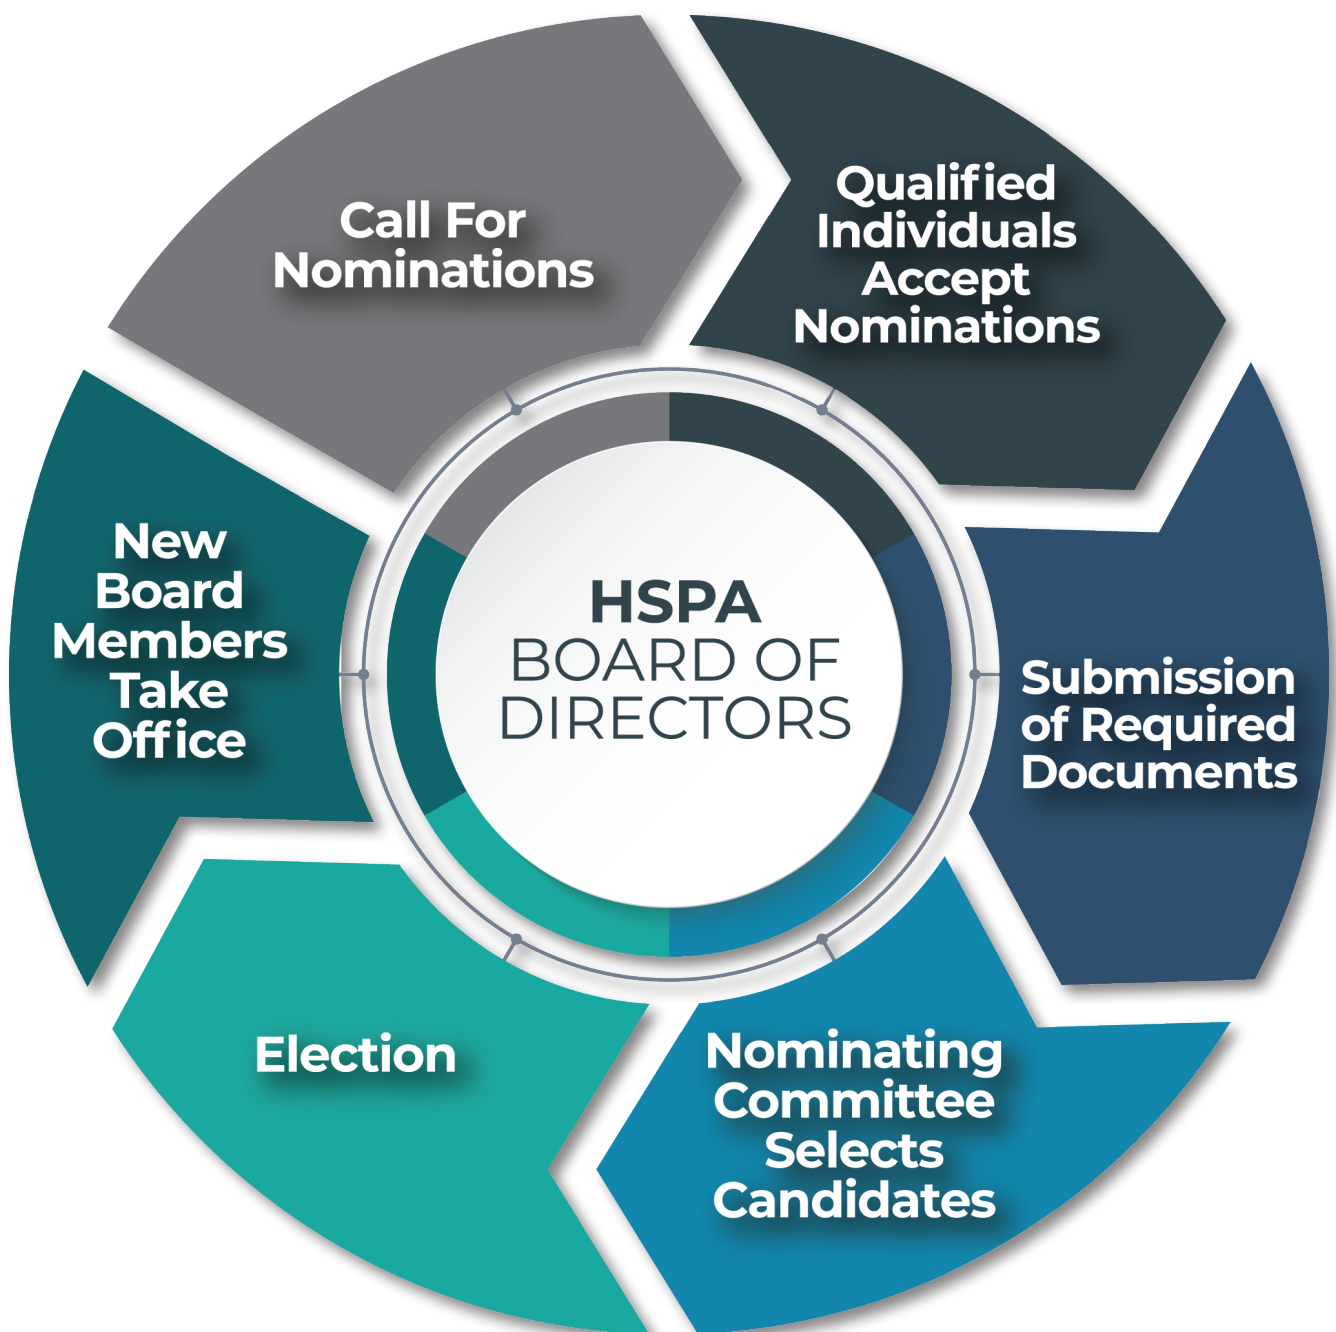 Call For
Nominations
Qualified
Individuals
Accept
Nominations
Submission
of Required
Documents
Nominating
Committee
Selects
Candidates
Election
New
Board
Members
Take
Office
HSPA
BOARD OF
DIRECTORS